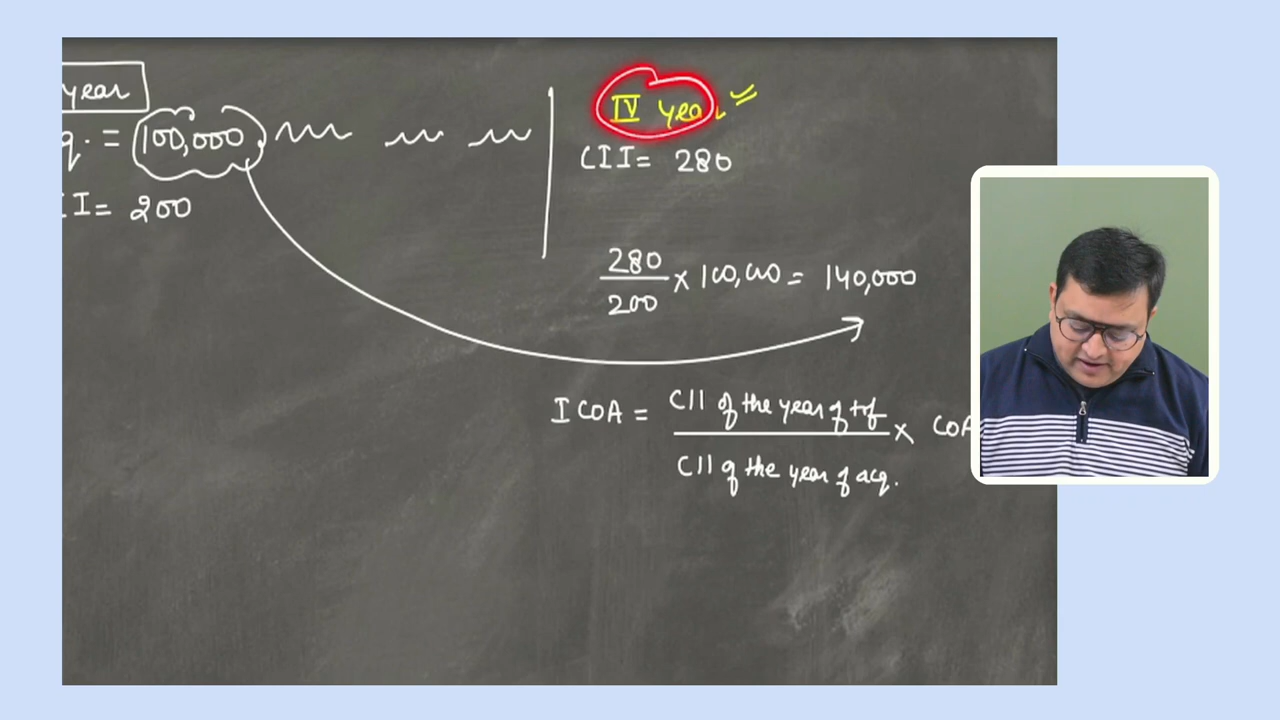 year
q. = 100,000
II = 200
IV year
CII = 280
280
200
× 100,000 = 140,000
ICOA =
CII of the year of trf
CII of the year of acq.
× COA